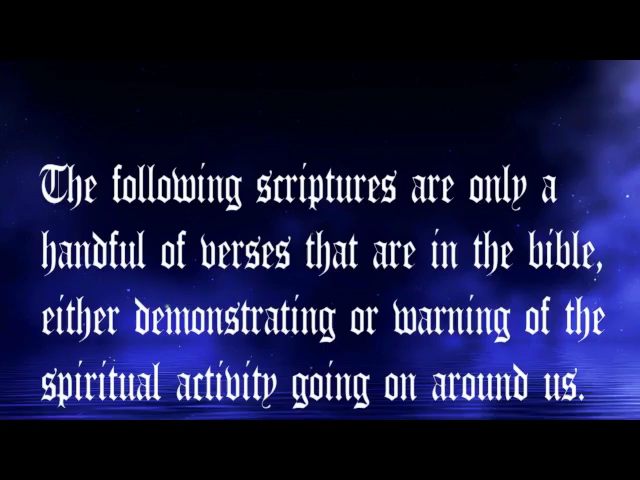 The following scriptures are only a
handful of verses that are in the bible,
either demonstrating or warning of the
spiritual activity going on around us.